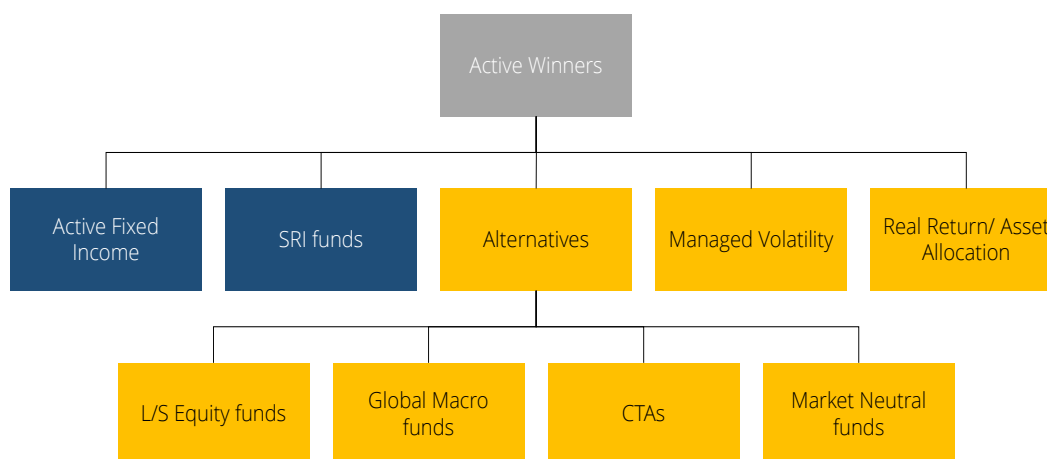 Active Winners
Active Fixed
Income
SRI funds
Alternatives
Managed Volatility
Real Return/ Asset
Allocation
L/S Equity funds
Global Macro
funds
CTAs
Market Neutral
funds